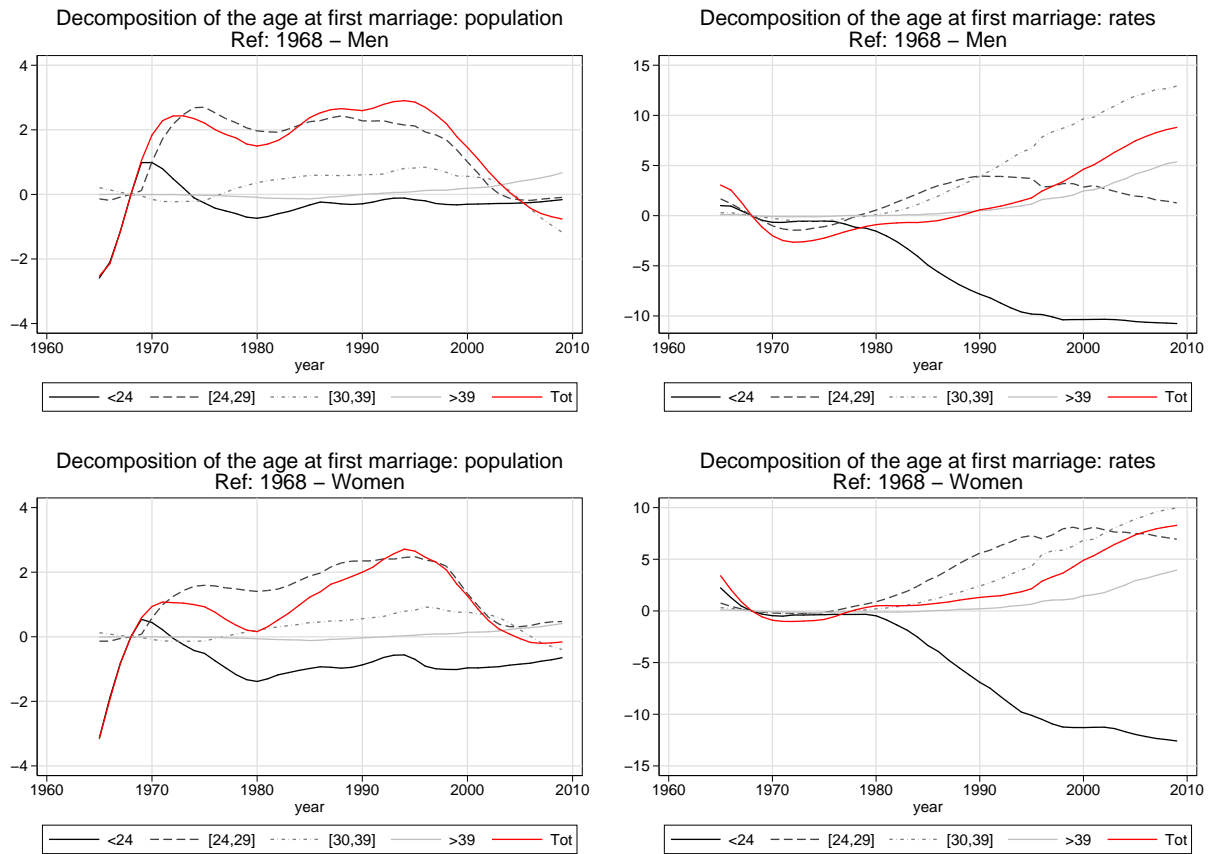 Decomposition of the age at first marriage: population
Ref: 1968 – Men
4
2
0
−2
−4
1960 1970 1980 1990 2000 2010
year
<24 [24,29] [30,39] >39 Tot
Decomposition of the age at first marriage: rates
Ref: 1968 – Men
15
10
5
0
−5
−10
1960 1970 1980 1990 2000 2010
year
<24 [24,29] [30,39] >39 Tot
Decomposition of the age at first marriage: population
Ref: 1968 – Women
4
2
0
−2
−4
1960 1970 1980 1990 2000 2010
year
<24 [24,29] [30,39] >39 Tot
Decomposition of the age at first marriage: rates
Ref: 1968 – Women
10
5
0
−5
−10
−15
1960 1970 1980 1990 2000 2010
year
<24 [24,29] [30,39] >39 Tot